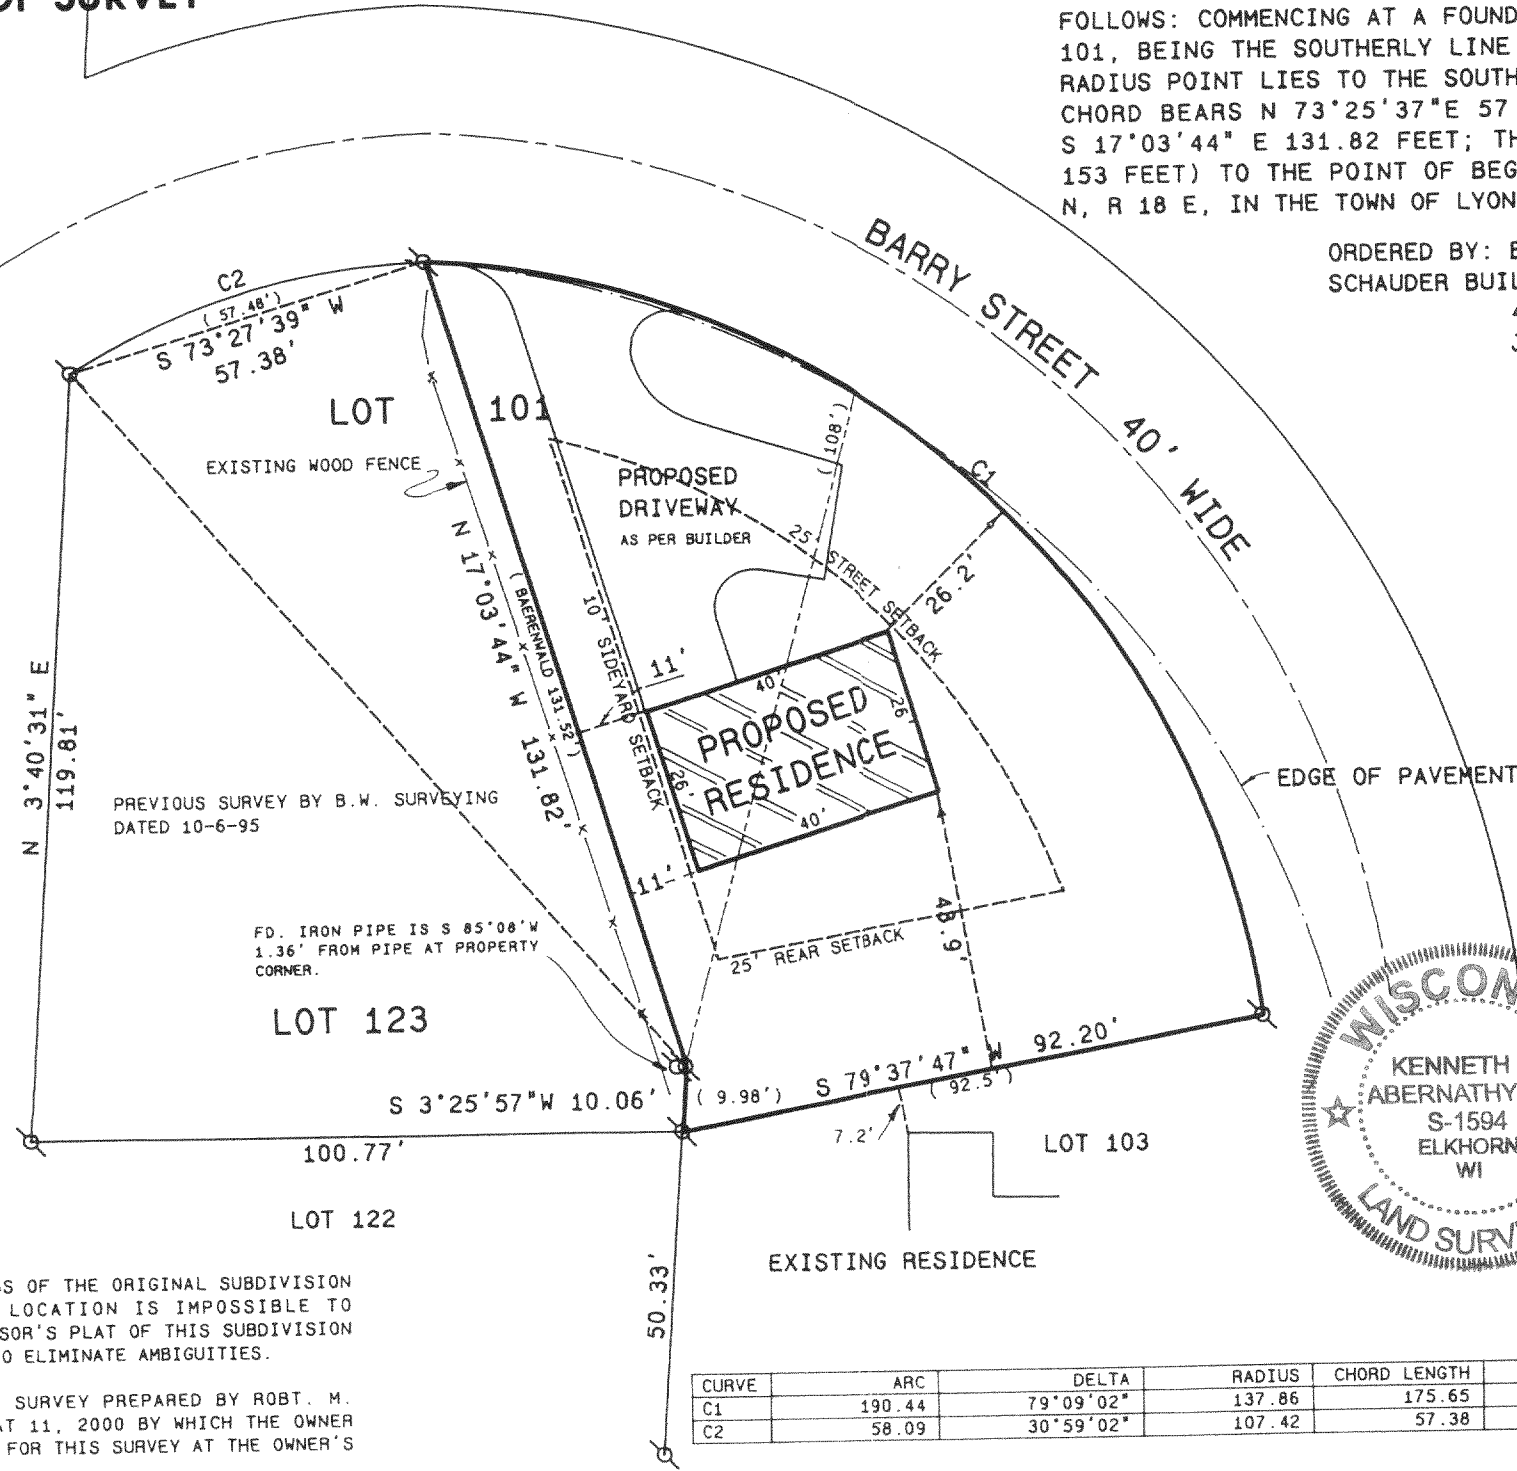 OF SURVEY
FOLLOWS: COMMENCING AT A FOUND
101, BEING THE SOUTHERLY LINE
RADIUS POINT LIES TO THE SOUTH
CHORD BEARS N 73°25'37"E 57
S 17°03'44" E 131.82 FEET; TH
153 FEET) TO THE POINT OF BEG
N, R 18 E, IN THE TOWN OF LYON
ORDERED BY: B
SCHAUDER BUIL
BARRY STREET 40' WIDE
C2
( 57.48')
S 73°27'39" W
57.38'
LOT 101
EXISTING WOOD FENCE
PROPOSED
DRIVEWAY
AS PER BUILDER
( 108' )
C1
25' STREET SETBACK
26.2'
N 17°03'44" W 131.82'
( BAERENWALD 131.52')
10' SIDEYARD SETBACK
11'
40'
26'
PROPOSED
RESIDENCE
26'
40'
11'
EDGE OF PAVEMENT
N 3°40'31" E
119.81'
PREVIOUS SURVEY BY B.W. SURVEYING
DATED 10-6-95
FD. IRON PIPE IS S 85°08'W
1.36' FROM PIPE AT PROPERTY
CORNER.
25' REAR SETBACK
48.9'
LOT 123
S 3°25'57"W 10.06'
( 9.98')
S 79°37'47" W 92.20'
( 92.5')
7.2'
LOT 103
100.77'
LOT 122
EXISTING RESIDENCE
50.33'
WISCON
KENNETH
ABERNATHY
S-1594
ELKHORN
WI
LAND SURV
GS OF THE ORIGINAL SUBDIVISION
LOCATION IS IMPOSSIBLE TO
SOR'S PLAT OF THIS SUBDIVISION
O ELIMINATE AMBIGUITIES.
SURVEY PREPARED BY ROBT. M.
AT 11, 2000 BY WHICH THE OWNER
FOR THIS SURVEY AT THE OWNER'S
CURVE ARC DELTA RADIUS CHORD LENGTH
C1 190.44 79°09'02" 137.86 175.65
C2 58.09 30°59'02" 107.42 57.38